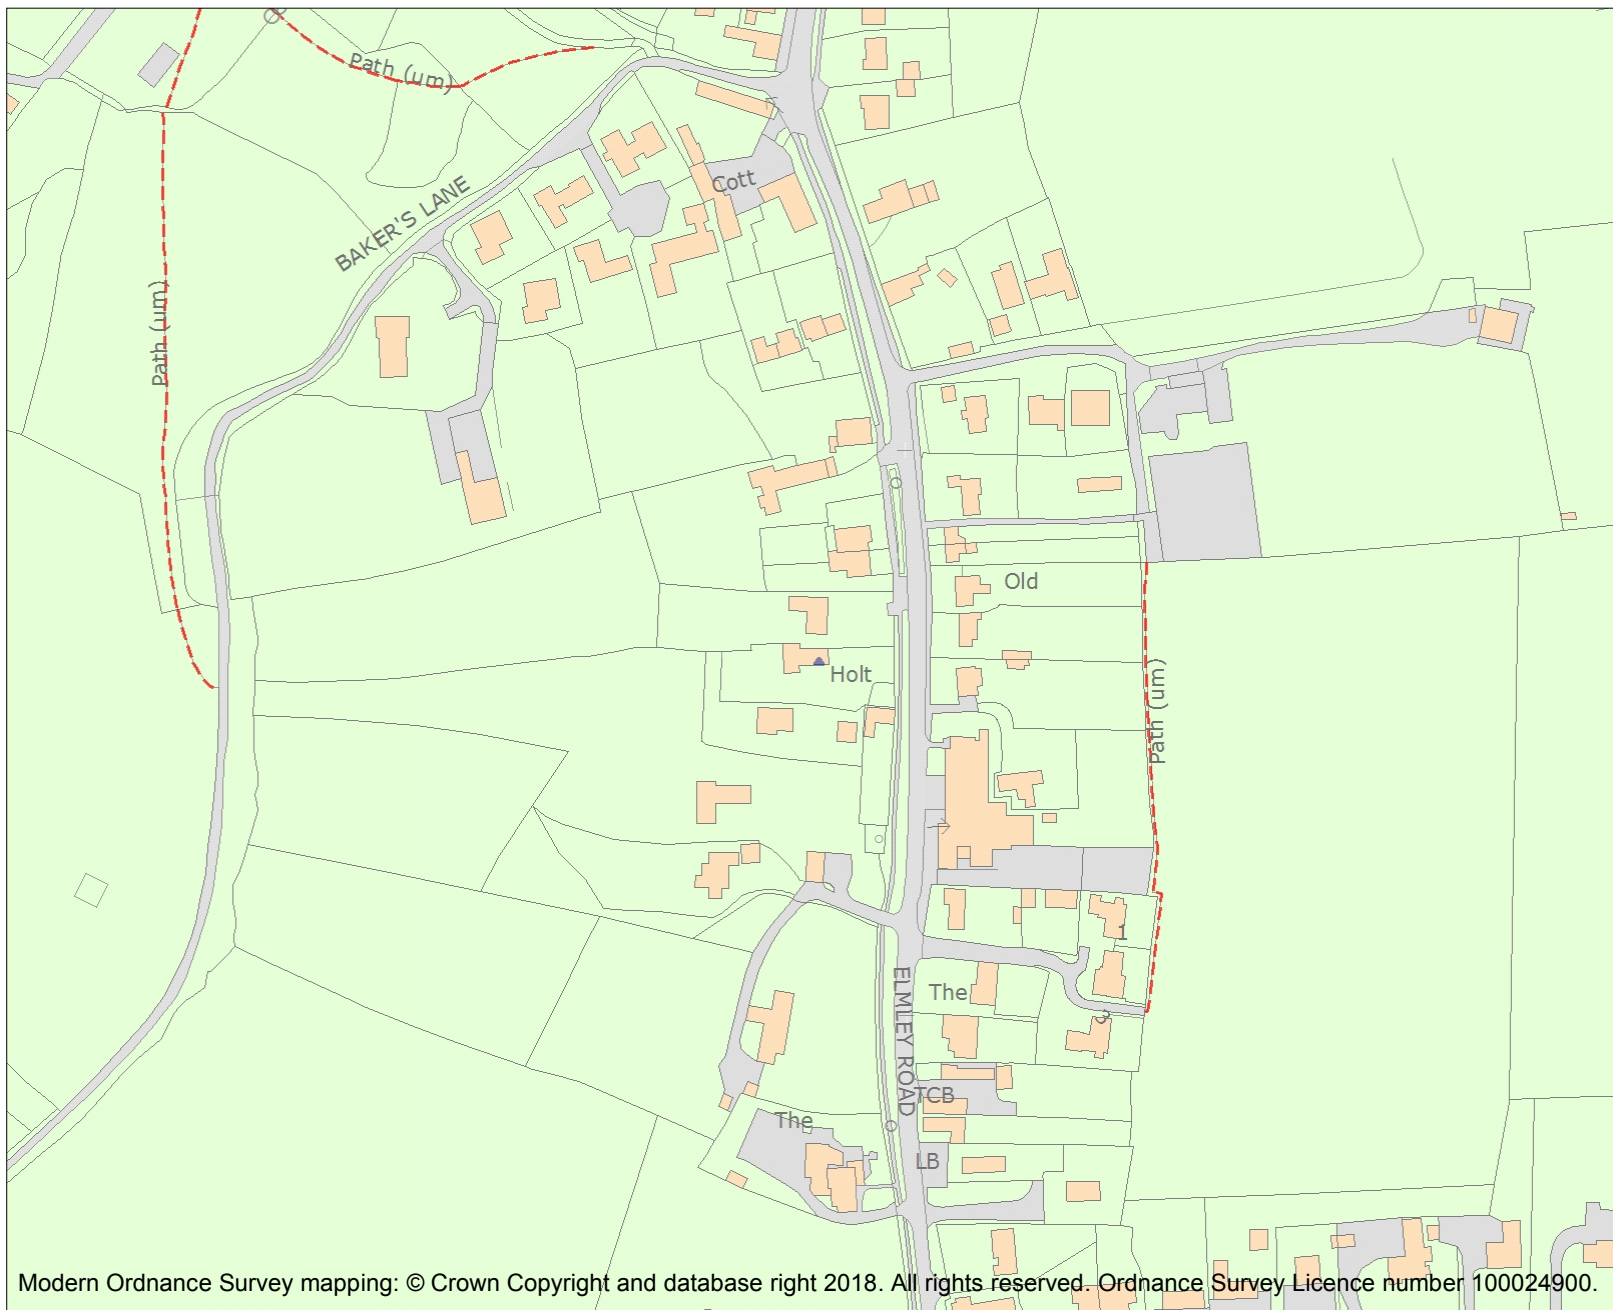 Path (um)
Cott
BAKER'S LANE
Path (um)
Old
Holt
Path (um)
1
The
3
ELMLEY ROAD
TCB
The
LB
Modern Ordnance Survey mapping: © Crown Copyright and database right 2018. All rights reserved. Ordnance Survey Licence number 100024900.